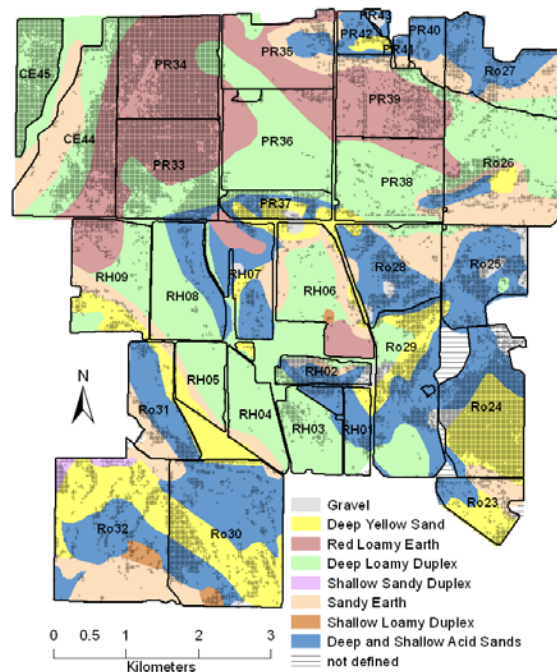 PR43
PR42
PR40
PR41
CE45
PR34
PR35
Ro27
CE44
PR39
PR36
PR33
Ro26
PR38
PR37
RH09
RH08
RH07
RH06
Ro28
Ro25
Ro29
RH05
RH02
Ro31
RH04
RH03
RH01
Ro24
N
Ro23
Ro32
Ro30
Gravel
Deep Yellow Sand
Red Loamy Earth
Deep Loamy Duplex
Shallow Sandy Duplex
Sandy Earth
Shallow Loamy Duplex
Deep and Shallow Acid Sands
not defined
0 0.5 1 2 3
Kilometers